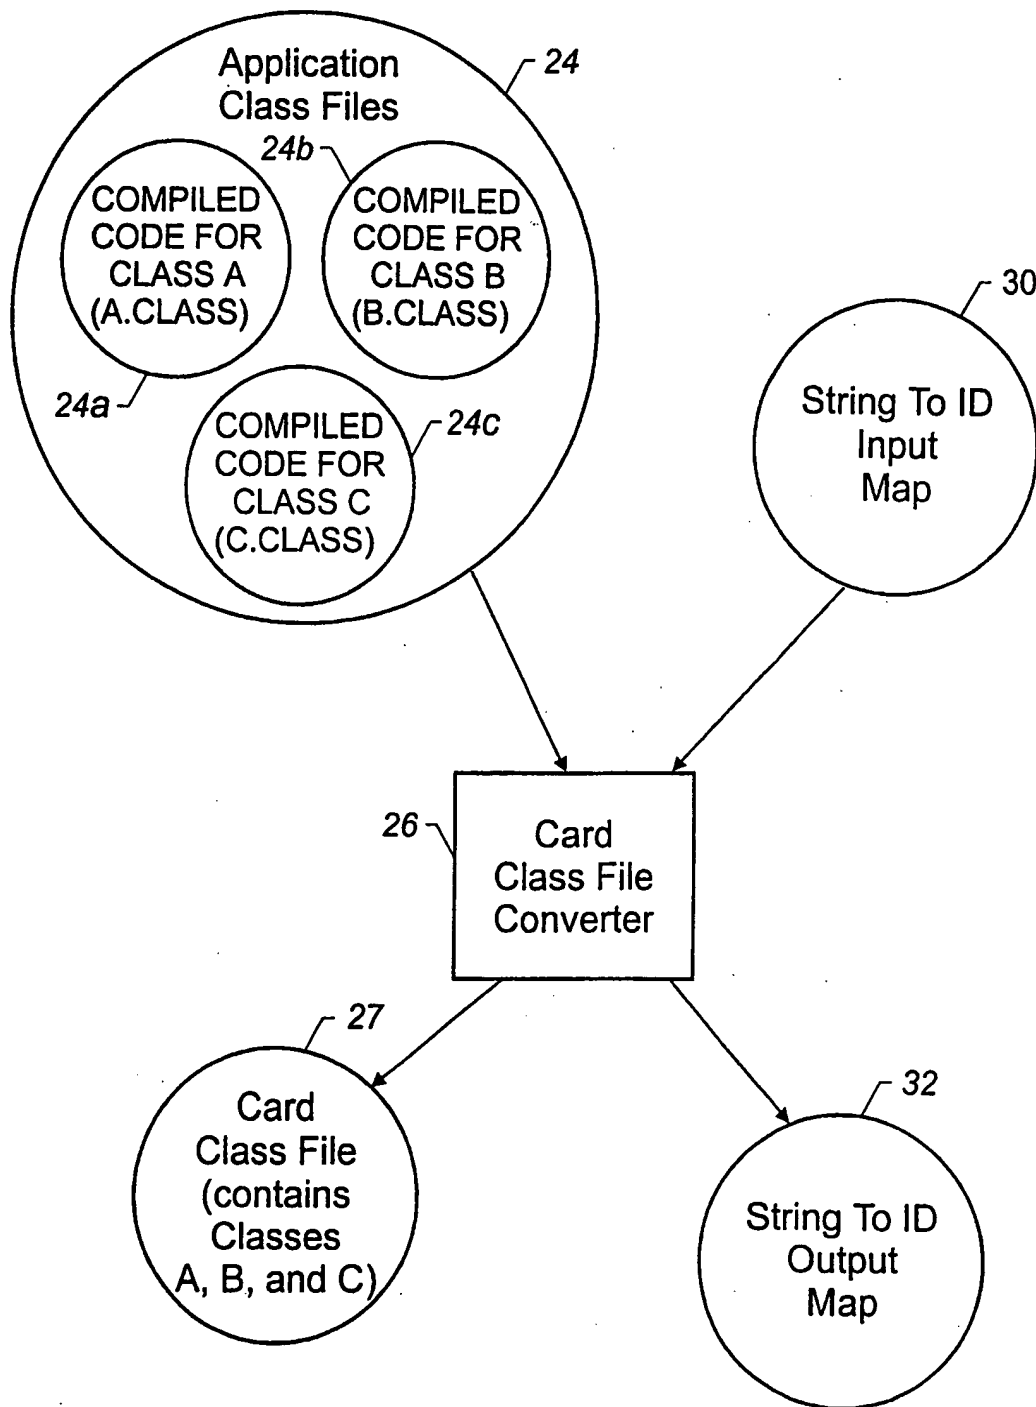 Application
Class Files
24
24b
COMPILED
CODE FOR
CLASS A
(A.CLASS)
24a
COMPILED
CODE FOR
CLASS B
(B.CLASS)
COMPILED
CODE FOR
CLASS C
(C.CLASS)
24c
30
String To ID
Input
Map
26
Card
Class File
Converter
27
Card
Class File
(contains
Classes
A, B, and C)
32
String To ID
Output
Map